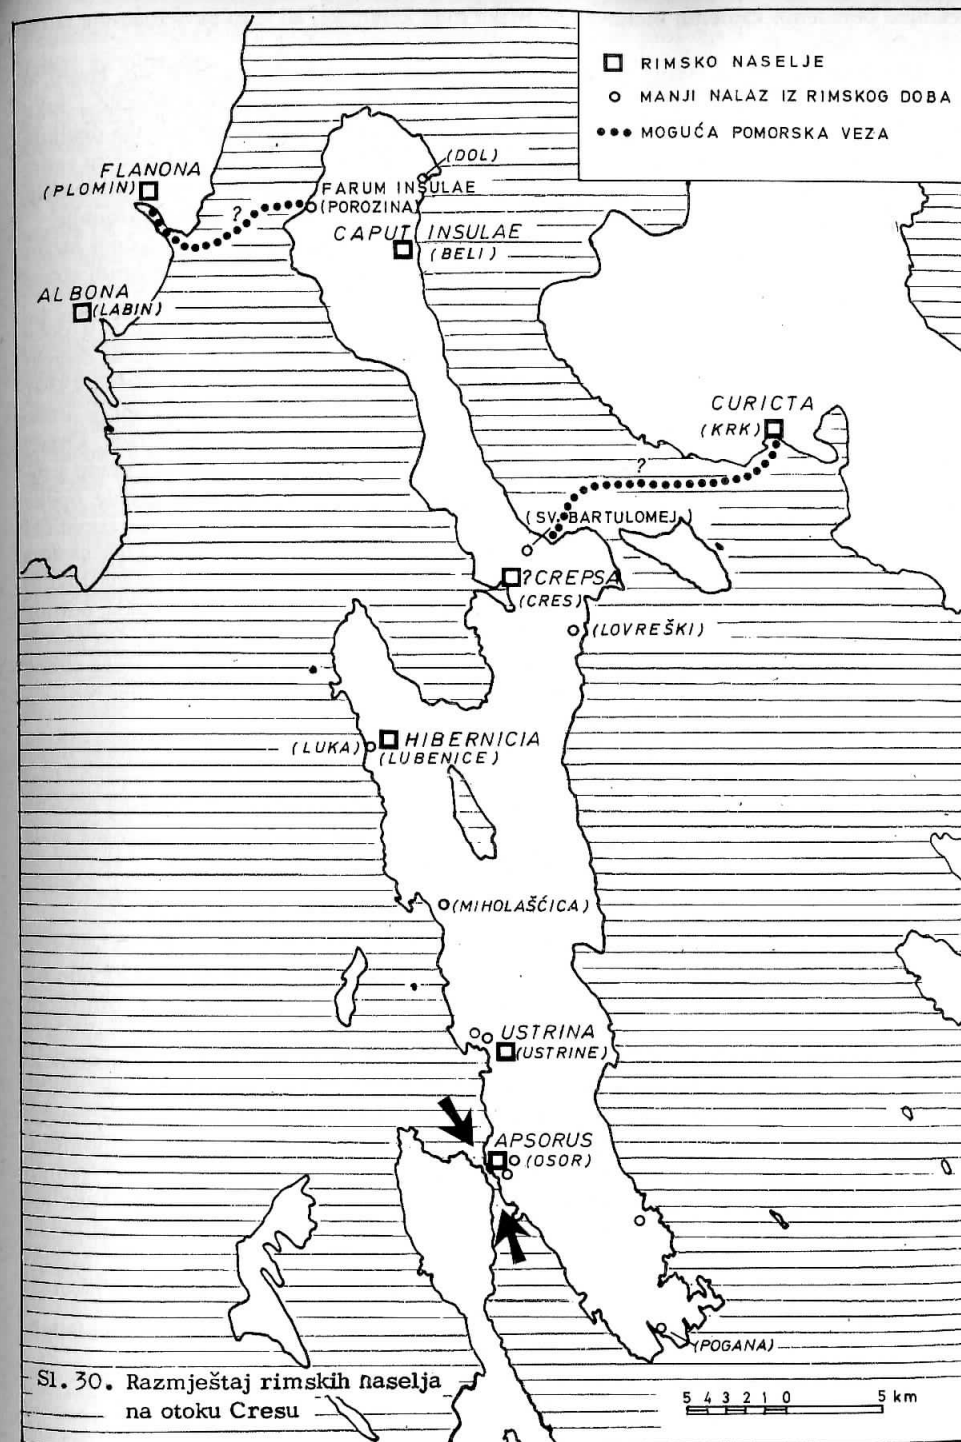 RIMSKO NASELJE
MANJI NALAZ IZ RIMSKOG DOBA
MOGUĆA POMORSKA VEZA
(DOL)
FLANONA
(PLOMIN)
FARUM INSULAE
(POROZINA)
?
CAPUT INSULAE
(BELI)
ALBONA
(LABIN)
CURICTA
(KRK)
?
(SV. BARTULOMEJ)
?CREPSA
(CRES)
(LOVREŠKI)
HIBERNICIA
(LUKA)
(LUBENICE)
(MIHOLAŠĆICA)
USTRINA
(USTRINE)
APSORUS
(OSOR)
(POGANA)
Sl. 30. Razmještaj rimskih naselja
na otoku Cresu
5 4 3 2 1 0 5 km